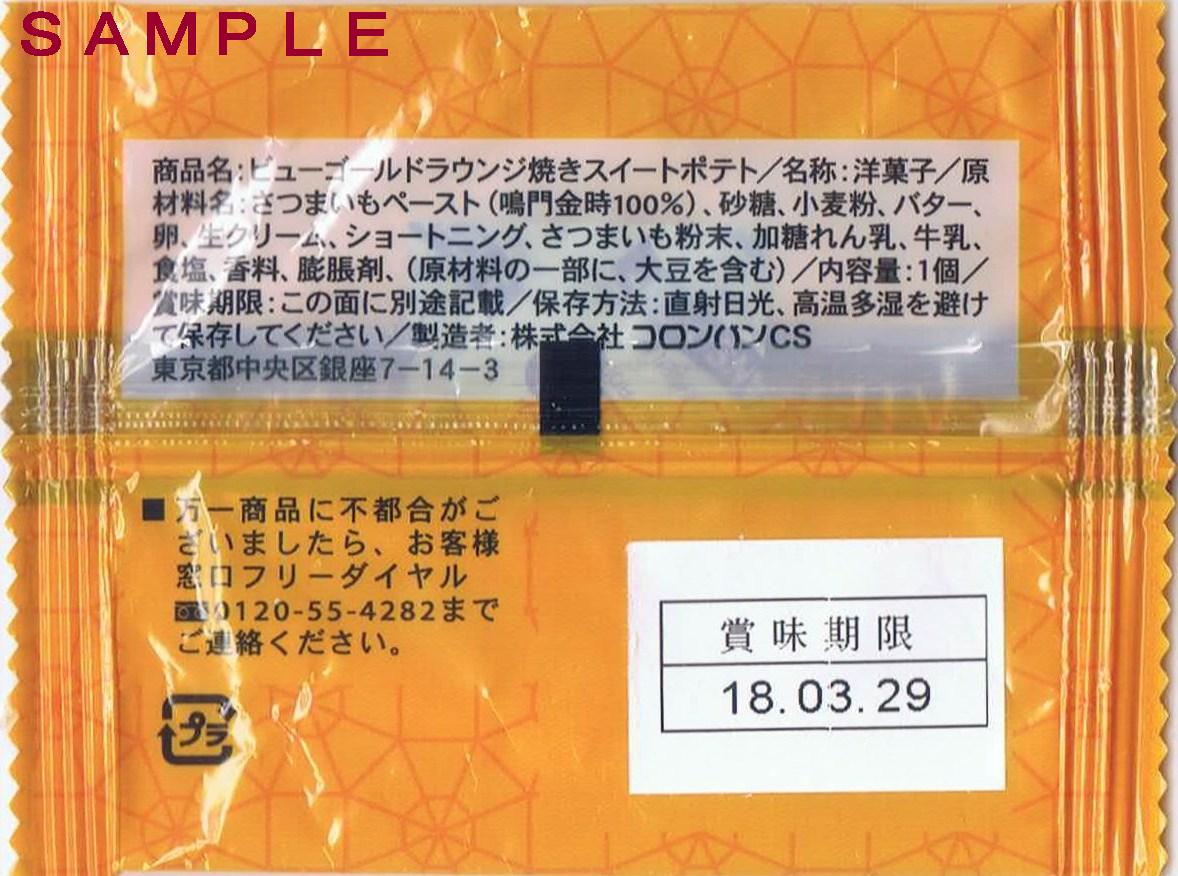 SAMPLE
商品名:ビューゴールドラウンジ焼きスイートポテト/名称:洋菓子/原
材料名:さつまいもペースト(鳴門金時100%)、砂糖、小麦粉、バター、
卵、生クリーム、ショートニング、さつまいも粉末、加糖れん乳、牛乳、
食塩、香料、膨脹剤、(原材料の一部に、大豆を含む)/内容量:1個/
賞味期限:この面に別途記載/保存方法:直射日光、高温多湿を避け
て保存してください/製造者:株式会社 コロンバンCS
東京都中央区銀座7-14-3
■万一商品に不都合がご
ざいましたら、お客様
窓口フリーダイヤル
0120-55-4282まで
ご連絡ください。
プラ
賞味期限
18.03.29